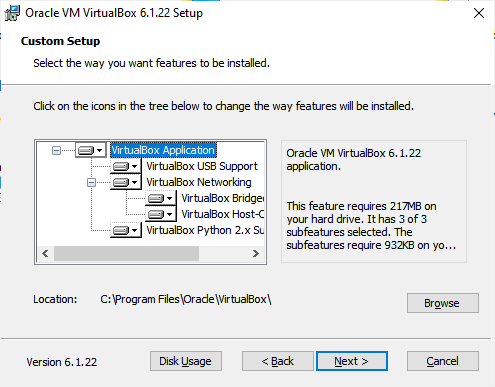 Oracle VM VirtualBox 6.1.22 Setup
Custom Setup
Select the way you want features to be installed.
Click on the icons in the tree below to change the way features will be installed.
VirtualBox Application
VirtualBox USB Support
VirtualBox Networking
VirtualBox Bridged
VirtualBox Host-O
VirtualBox Python 2.x Su
Oracle VM VirtualBox 6.1.22
application.
This feature requires 217MB on
your hard drive. It has 3 of 3
subfeatures selected. The
subfeatures require 932KB on yo...
Location:
C:\Program Files\Oracle\VirtualBox\
Browse
Version 6.1.22
Disk Usage
< Back
Next >
Cancel